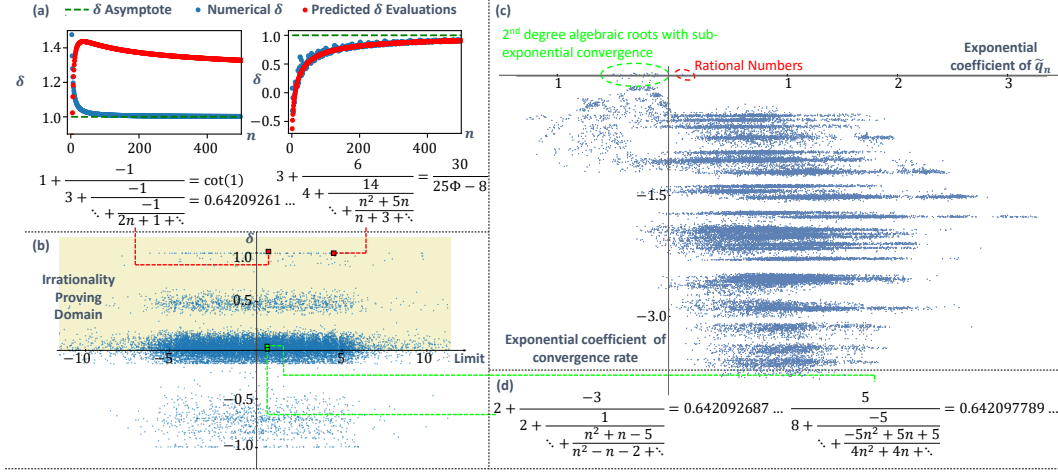 (a)
δ Asymptote
Numerical δ
Predicted δ Evaluations
1.4
1.2
1.0
δ
0
200
400
n
1.0
0.5
0.0
−0.5
δ
0
200
400
n
1 + −1 / (3 + −1 / (⋱ + −1 / (2n + 1 + ⋱))) = cot(1)
= 0.64209261 ...
3 + 6 / (4 + 14 / (⋱ + (n² + 5n) / (n + 3 + ⋱))) = 30 / (25Φ − 8)
(b)
δ
1.0
0.5
−0.5
−1.0
Irrationality
Proving
Domain
−10
−5
5
10
Limit
(c)
2nd degree algebraic roots with sub-
exponential convergence
Rational Numbers
Exponential
coefficient of q̃n
1
1
2
3
−1.5
−3.0
Exponential coefficient of
convergence rate
(d)
2 + −3 / (2 + 1 / (⋱ + (n² + n − 5) / (n² − n − 2 + ⋱))) = 0.642092687 ...
5 / (8 + −5 / (⋱ + (−5n² + 5n + 5) / (4n² + 4n + ⋱))) = 0.642097789 ...